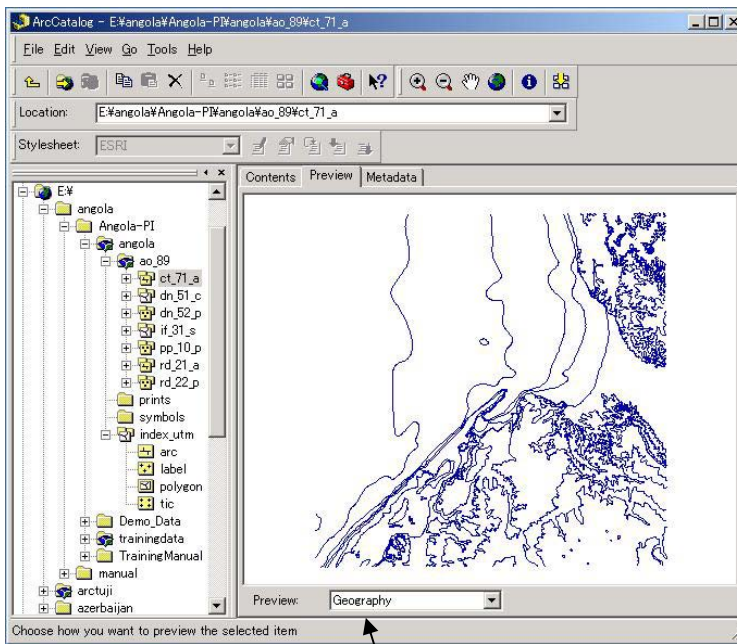 ArcCatalog - E:¥angola¥Angola-PI¥angola¥ao_89¥ct_71_a
File Edit View Go Tools Help
Location: E:¥angola¥Angola-PI¥angola¥ao_89¥ct_71_a
Stylesheet: ESRI
Contents Preview Metadata
E:¥
angola
Angola-PI
angola
ao_89
ct_71_a
dn_51_c
dn_52_p
if_31_s
pp_10_p
rd_21_a
rd_22_p
prints
symbols
index_utm
arc
label
polygon
tic
Demo_Data
trainingdata
TrainingManual
manual
arctuji
azerbaijan
Preview: Geography
Choose how you want to preview the selected item